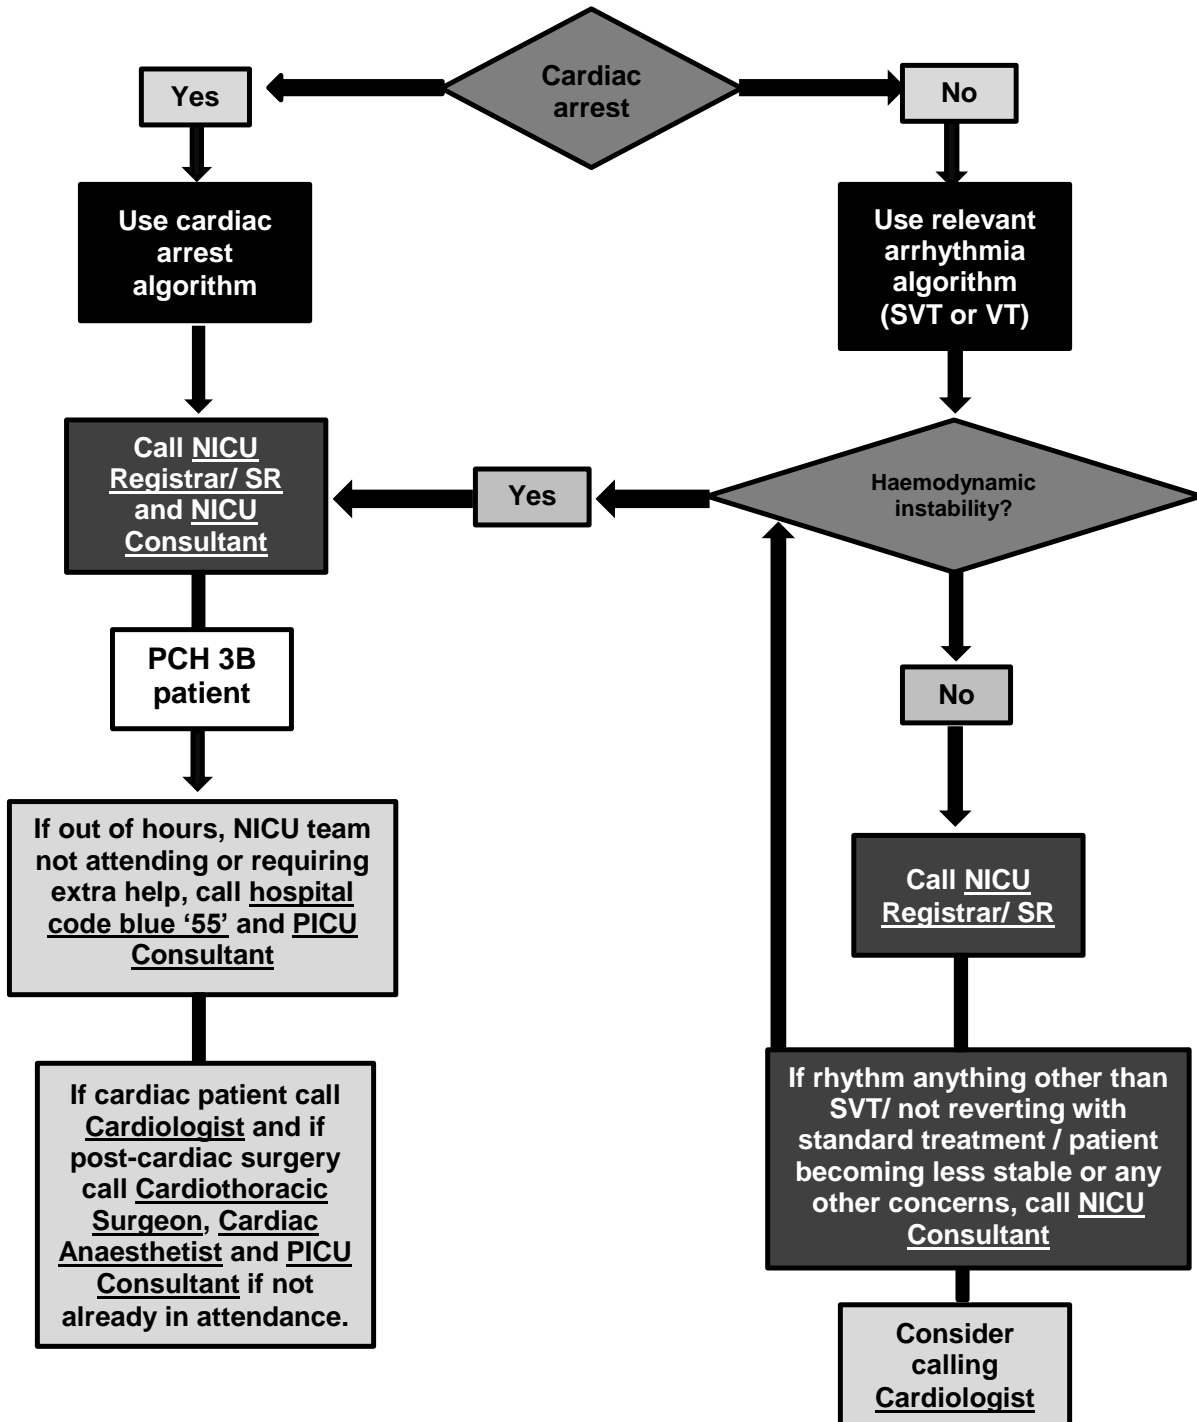 Cardiac
arrest
Yes
No
Use cardiac
arrest
algorithm
Use relevant
arrhythmia
algorithm
(SVT or VT)
Call NICU
Registrar/ SR
and NICU
Consultant
Yes
Haemodynamic
instability?
PCH 3B
patient
No
If out of hours, NICU team
not attending or requiring
extra help, call hospital
code blue ‘55’ and PICU
Consultant
Call NICU
Registrar/ SR
If cardiac patient call
Cardiologist and if
post-cardiac surgery
call Cardiothoracic
Surgeon, Cardiac
Anaesthetist and PICU
Consultant if not
already in attendance.
If rhythm anything other than
SVT/ not reverting with
standard treatment / patient
becoming less stable or any
other concerns, call NICU
Consultant
Consider
calling
Cardiologist